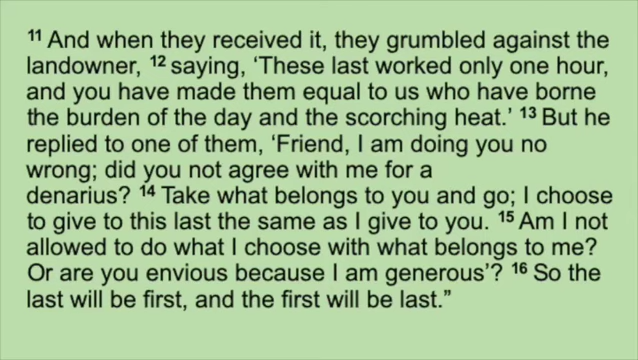 11 And when they received it, they grumbled against the
landowner, 12 saying, ‘These last worked only one hour,
and you have made them equal to us who have borne
the burden of the day and the scorching heat.’ 13 But he
replied to one of them, ‘Friend, I am doing you no
wrong; did you not agree with me for a
denarius? 14 Take what belongs to you and go; I choose
to give to this last the same as I give to you. 15 Am I not
allowed to do what I choose with what belongs to me?
Or are you envious because I am generous’? 16 So the
last will be first, and the first will be last.”